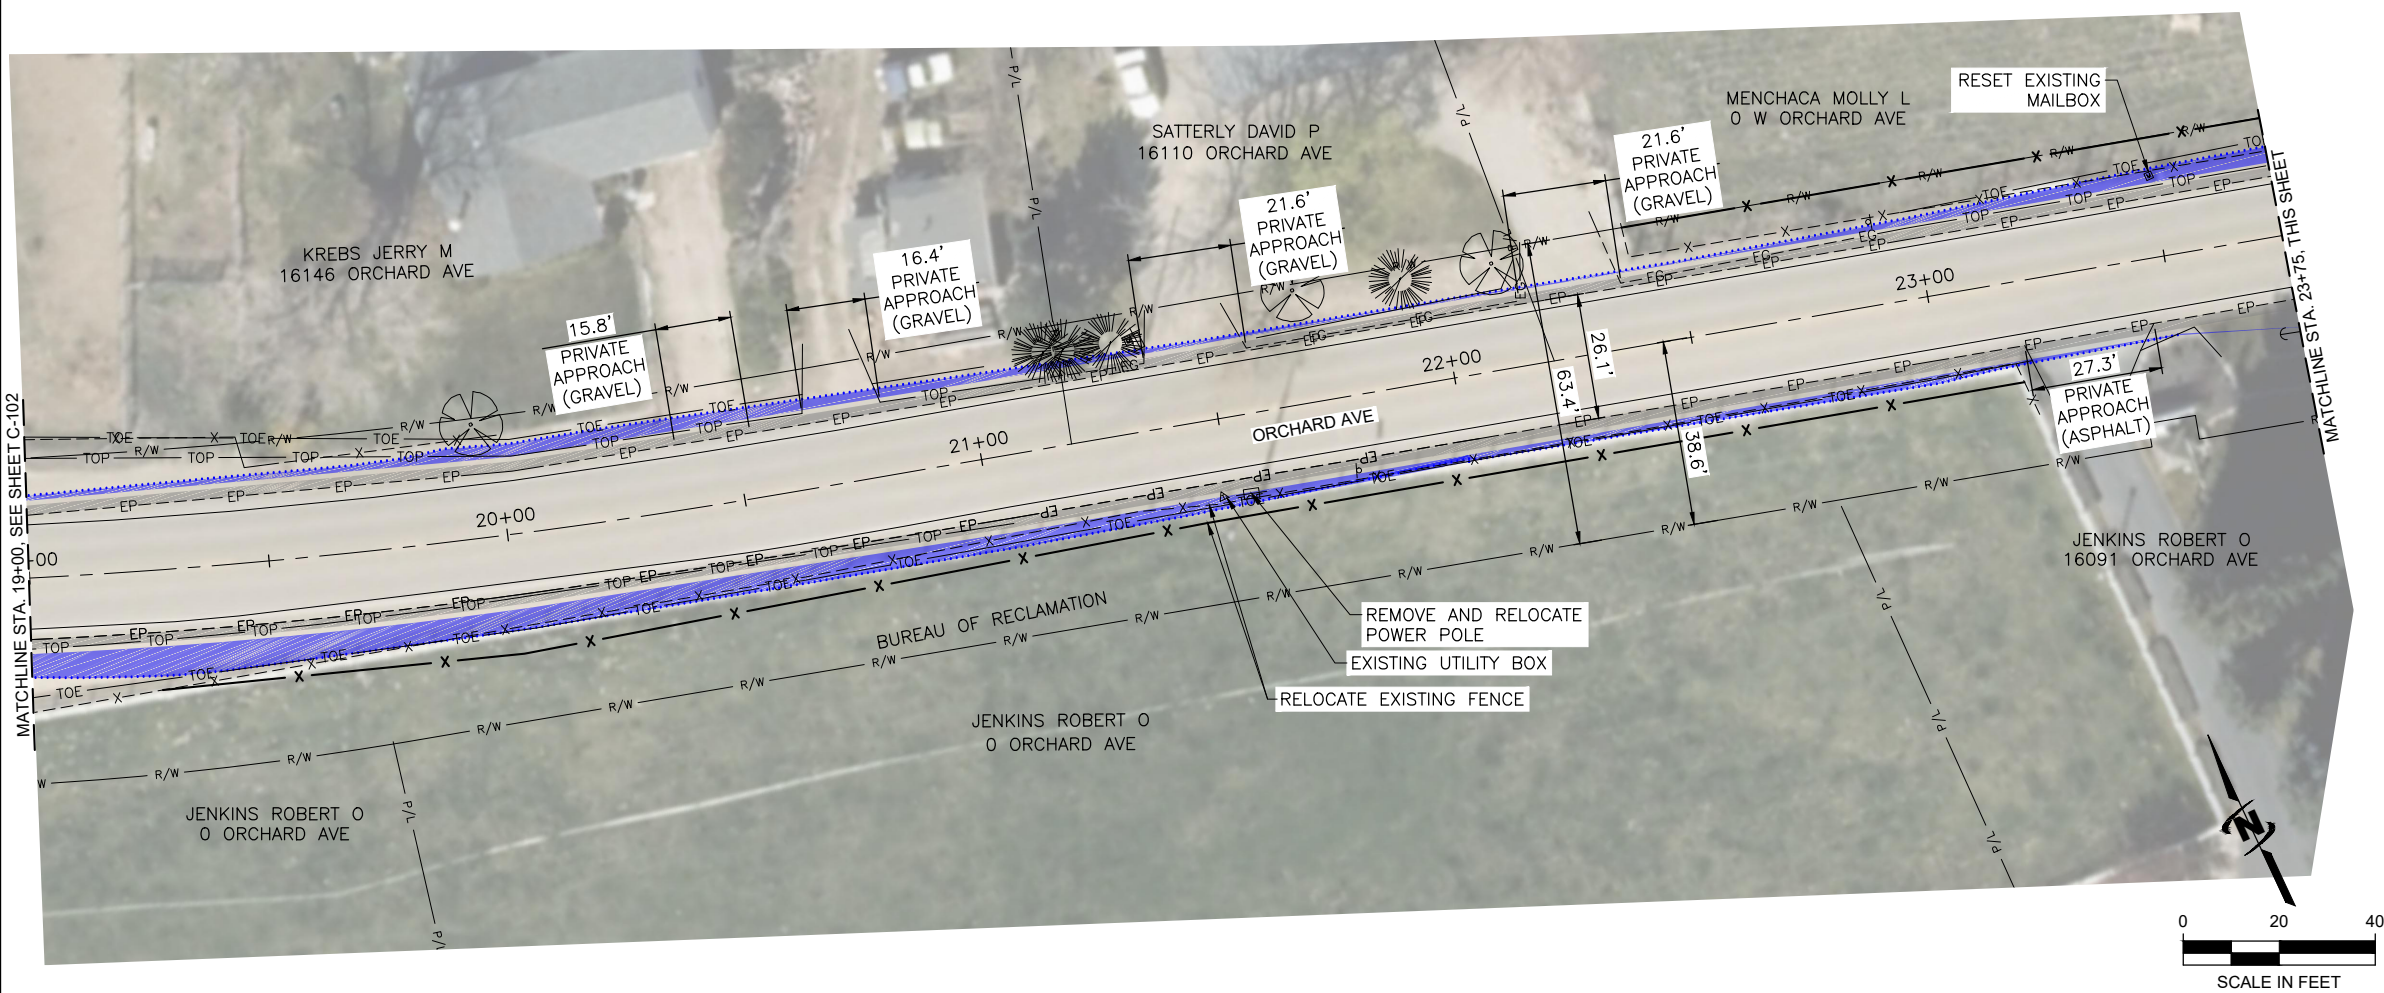 RESET EXISTING
MAILBOX
MENCHACA MOLLY L
0 W ORCHARD AVE
SATTERLY DAVID P
16110 ORCHARD AVE
KREBS JERRY M
16146 ORCHARD AVE
15.8'
PRIVATE
APPROACH
(GRAVEL)
16.4'
PRIVATE
APPROACH
(GRAVEL)
21.6'
PRIVATE
APPROACH
(GRAVEL)
21.6'
PRIVATE
APPROACH
(GRAVEL)
MATCHLINE STA. 19+00, SEE SHEET C-102
MATCHLINE STA. 23+75, THIS SHEET
00
20+00
21+00
22+00
23+00
ORCHARD AVE
26.1'
63.4'
38.6'
27.3'
PRIVATE
APPROACH
(ASPHALT)
R/W
P/L
TOE
TOP
EP
EG
X
BUREAU OF RECLAMATION
REMOVE AND RELOCATE
POWER POLE
EXISTING UTILITY BOX
RELOCATE EXISTING FENCE
JENKINS ROBERT O
16091 ORCHARD AVE
JENKINS ROBERT O
0 ORCHARD AVE
JENKINS ROBERT O
0 ORCHARD AVE
N
0 20 40
SCALE IN FEET